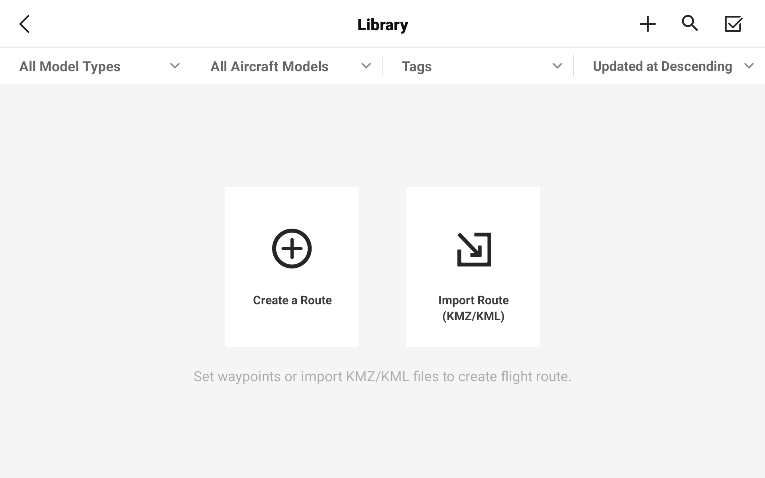 Library
All Model Types
All Aircraft Models
Tags
Updated at Descending
Create a Route
Import Route
(KMZ/KML)
Set waypoints or import KMZ/KML files to create flight route.